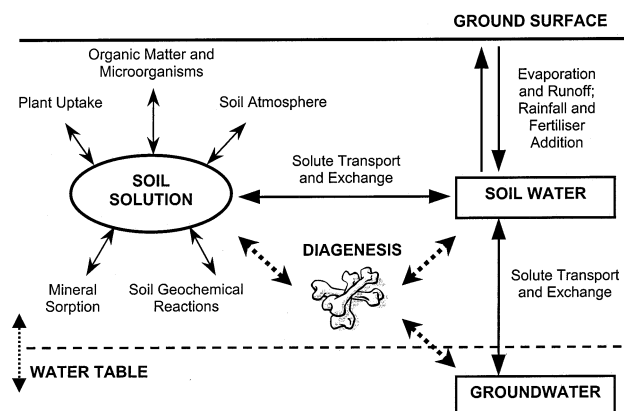 GROUND SURFACE
Organic Matter and
Microorganisms
Plant Uptake
Soil Atmosphere
Evaporation
and Runoff;
Rainfall and
Fertiliser
Addition
Solute Transport
and Exchange
SOIL
SOLUTION
SOIL WATER
DIAGENESIS
Mineral
Sorption
Soil Geochemical
Reactions
Solute Transport
and Exchange
WATER TABLE
GROUNDWATER